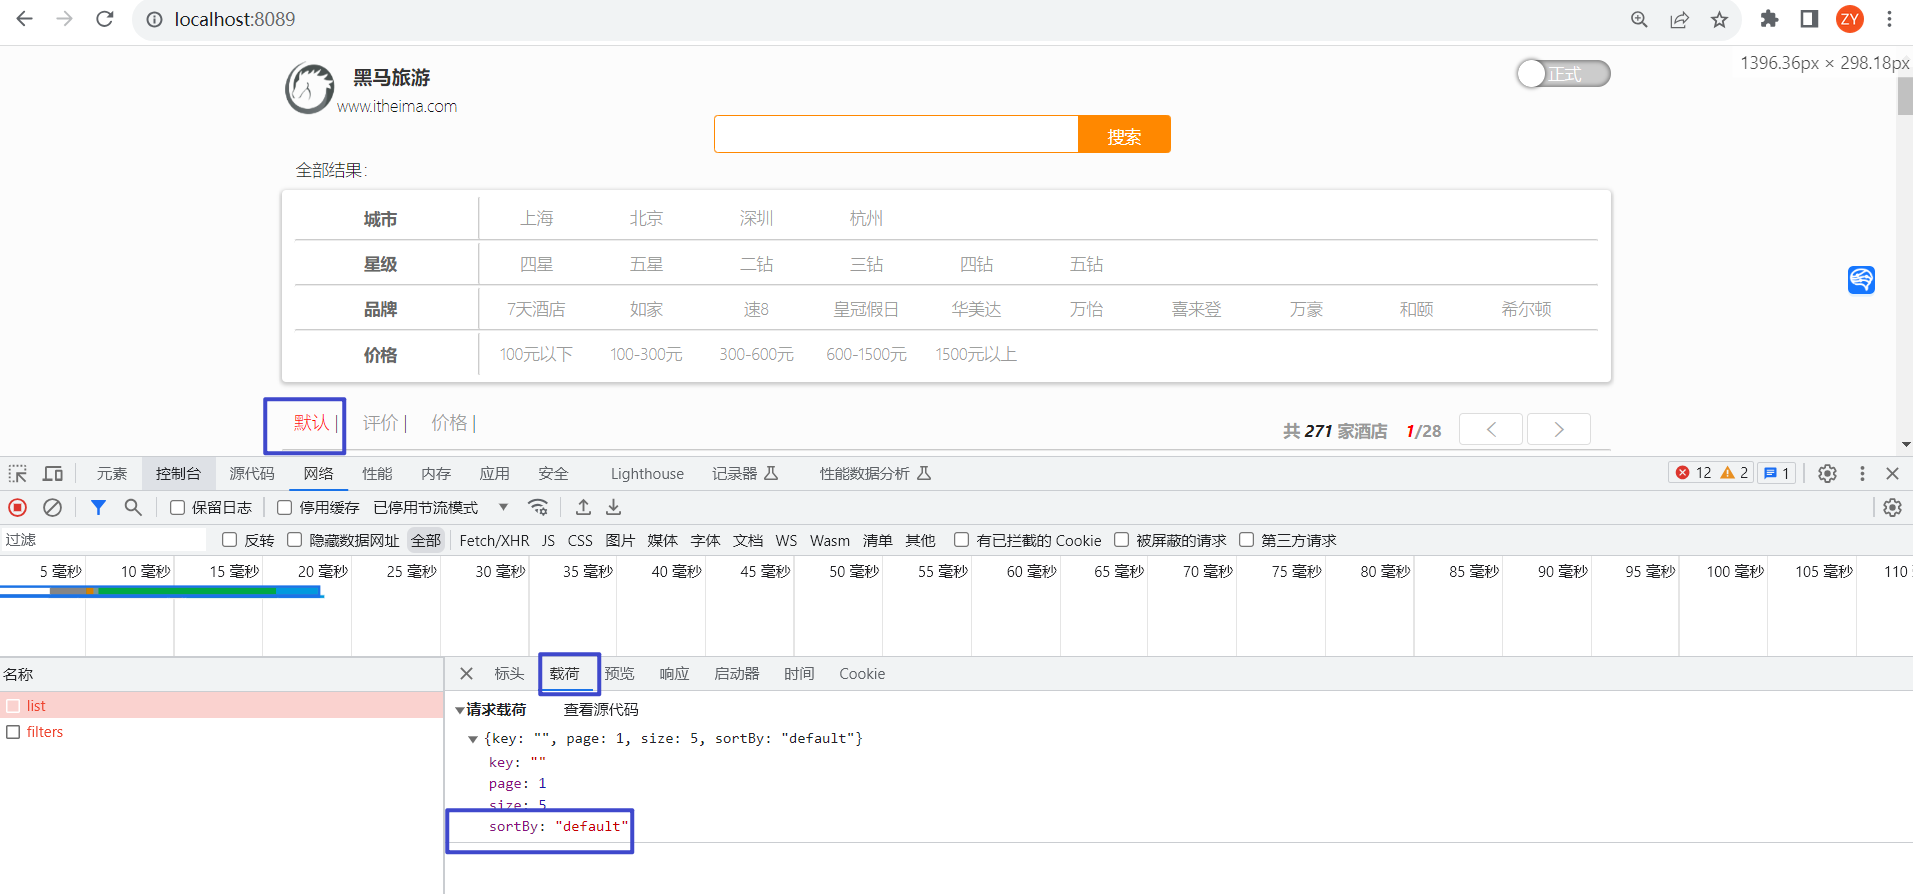 localhost:8089
ZY
1396.36px × 298.18px
黑马旅游
www.itheima.com
正式
搜索
全部结果:
城市 上海 北京 深圳 杭州
星级 四星 五星 二钻 三钻 四钻 五钻
品牌 7天酒店 如家 速8 皇冠假日 华美达 万怡 喜来登 万豪 和颐 希尔顿
价格 100元以下 100-300元 300-600元 600-1500元 1500元以上
默认 | 评价 | 价格 |
共 271 家酒店 1/28
元素 控制台 源代码 网络 性能 内存 应用 安全 Lighthouse 记录器 性能数据分析 12 2 1
保留日志 停用缓存 已停用节流模式
过滤 反转 隐藏数据网址 全部 Fetch/XHR JS CSS 图片 媒体 字体 文档 WS Wasm 清单 其他 有已拦截的 Cookie 被屏蔽的请求 第三方请求
5 毫秒 10 毫秒 15 毫秒 20 毫秒 25 毫秒 30 毫秒 35 毫秒 40 毫秒 45 毫秒 50 毫秒 55 毫秒 60 毫秒 65 毫秒 70 毫秒 75 毫秒 80 毫秒 85 毫秒 90 毫秒 95 毫秒 100 毫秒 105 毫秒 110
名称
list
filters
标头 载荷 预览 响应 启动器 时间 Cookie
请求载荷 查看源代码
{key: "", page: 1, size: 5, sortBy: "default"}
key: ""
page: 1
size: 5
sortBy: "default"